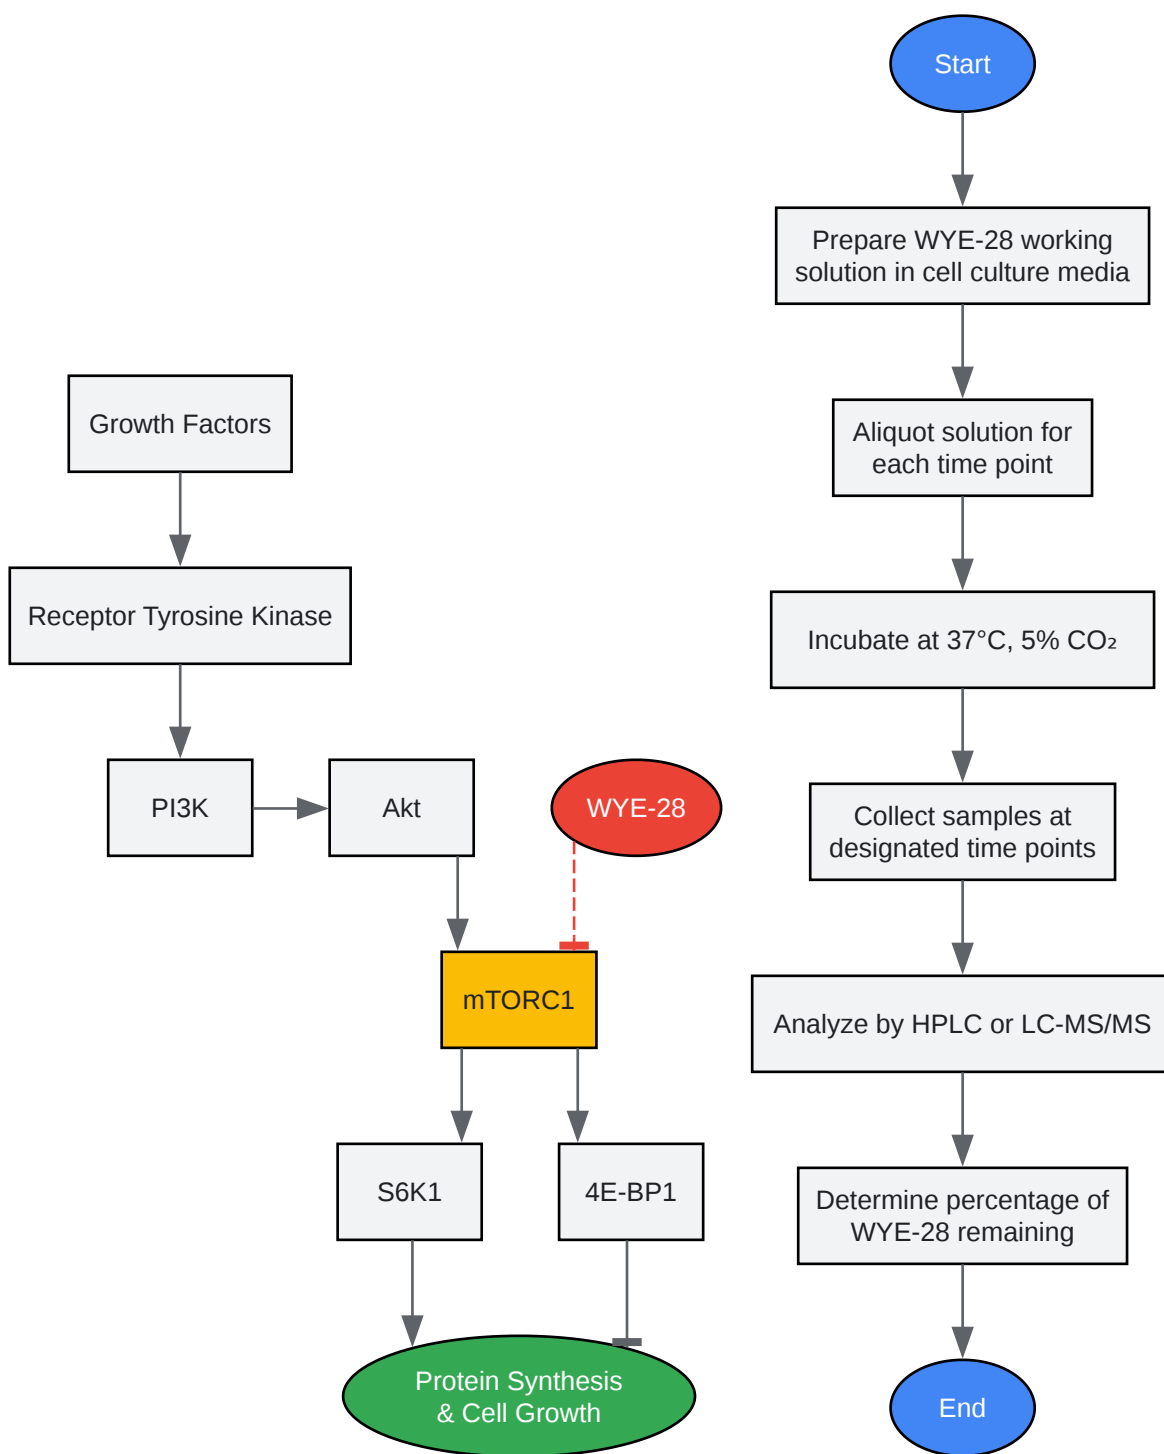 Growth Factors
Receptor Tyrosine Kinase
PI3K
Akt
WYE-28
mTORC1
S6K1
4E-BP1
Protein Synthesis
& Cell Growth
Start
Prepare WYE-28 working
solution in cell culture media
Aliquot solution for
each time point
Incubate at 37°C, 5% CO₂
Collect samples at
designated time points
Analyze by HPLC or LC-MS/MS
Determine percentage of
WYE-28 remaining
End